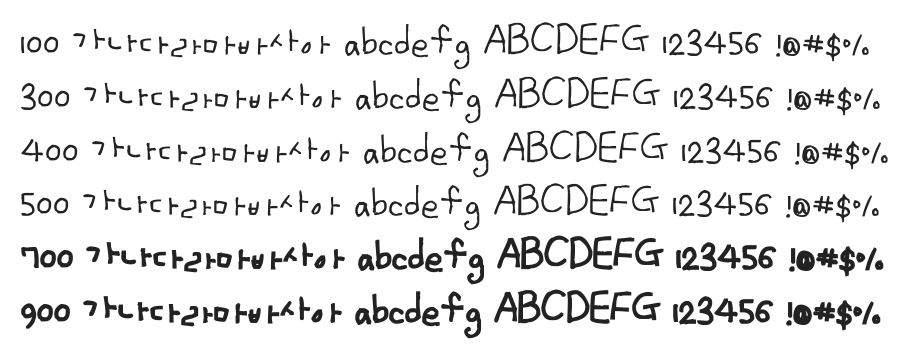 100 가나다라마바사아 abcdefg ABCDEFG 123456 !@#$%
300 가나다라마바사아 abcdefg ABCDEFG 123456 !@#$%
400 가나다라마바사아 abcdefg ABCDEFG 123456 !@#$%
500 가나다라마바사아 abcdefg ABCDEFG 123456 !@#$%
700 가나다라마바사아 abcdefg ABCDEFG 123456 !@#$%
900 가나다라마바사아 abcdefg ABCDEFG 123456 !@#$%